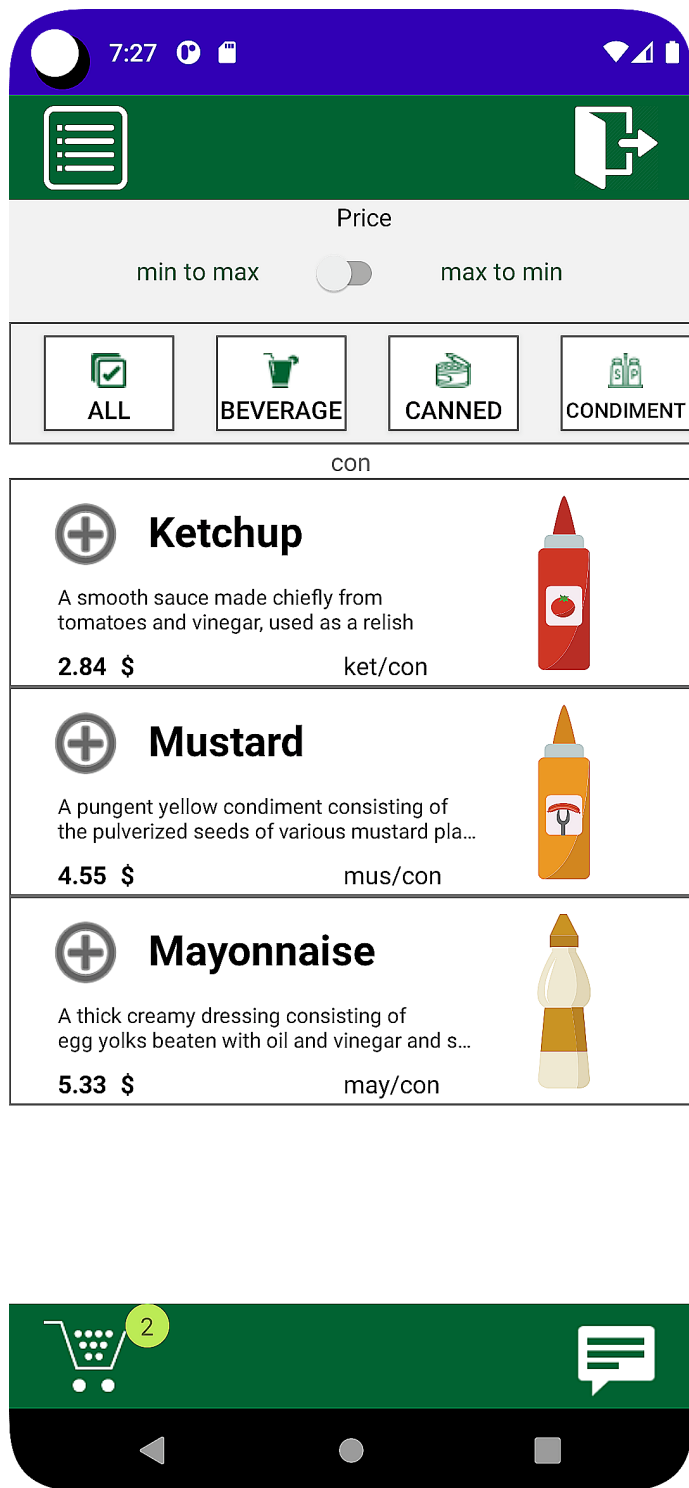 7:27
Price
min to max
max to min
ALL
BEVERAGE
CANNED
S P
CONDIMENT
con
Ketchup
A smooth sauce made chiefly from
tomatoes and vinegar, used as a relish
2.84 $
ket/con
Mustard
A pungent yellow condiment consisting of
the pulverized seeds of various mustard pla...
4.55 $
mus/con
Mayonnaise
A thick creamy dressing consisting of
egg yolks beaten with oil and vinegar and s...
5.33 $
may/con
2